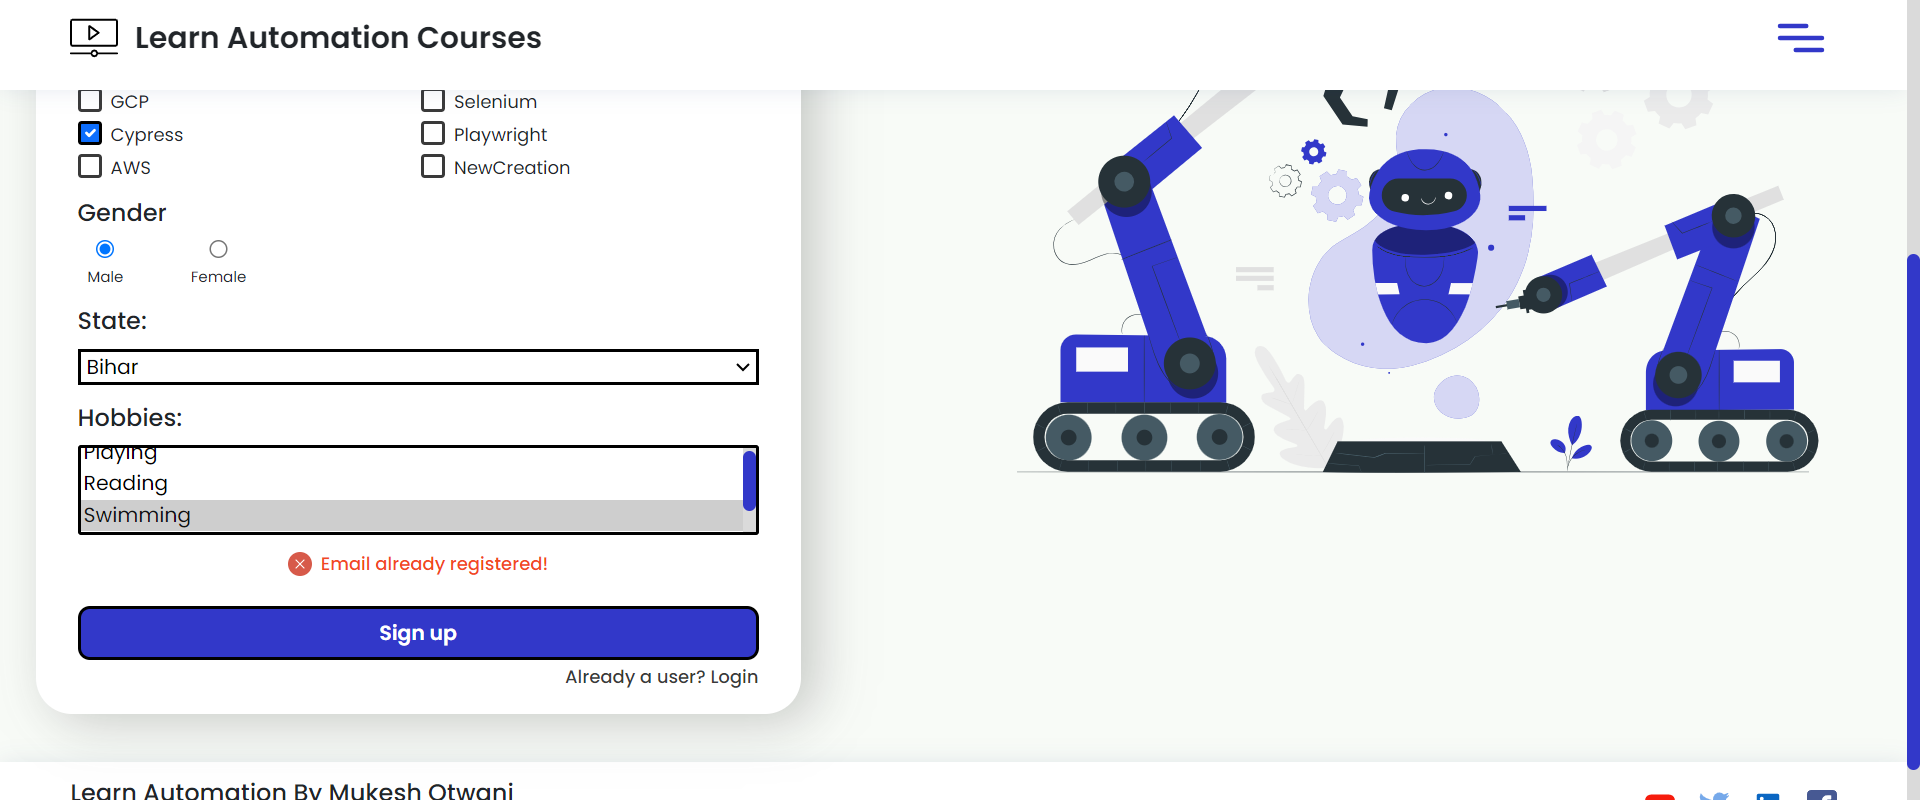 Learn Automation Courses
GCP
Selenium
Cypress
Playwright
AWS
NewCreation
Gender
Male
Female
State:
Bihar
Hobbies:
Playing
Reading
Swimming
Email already registered!
Sign up
Already a user? Login
Learn Automation By Mukesh Otwani